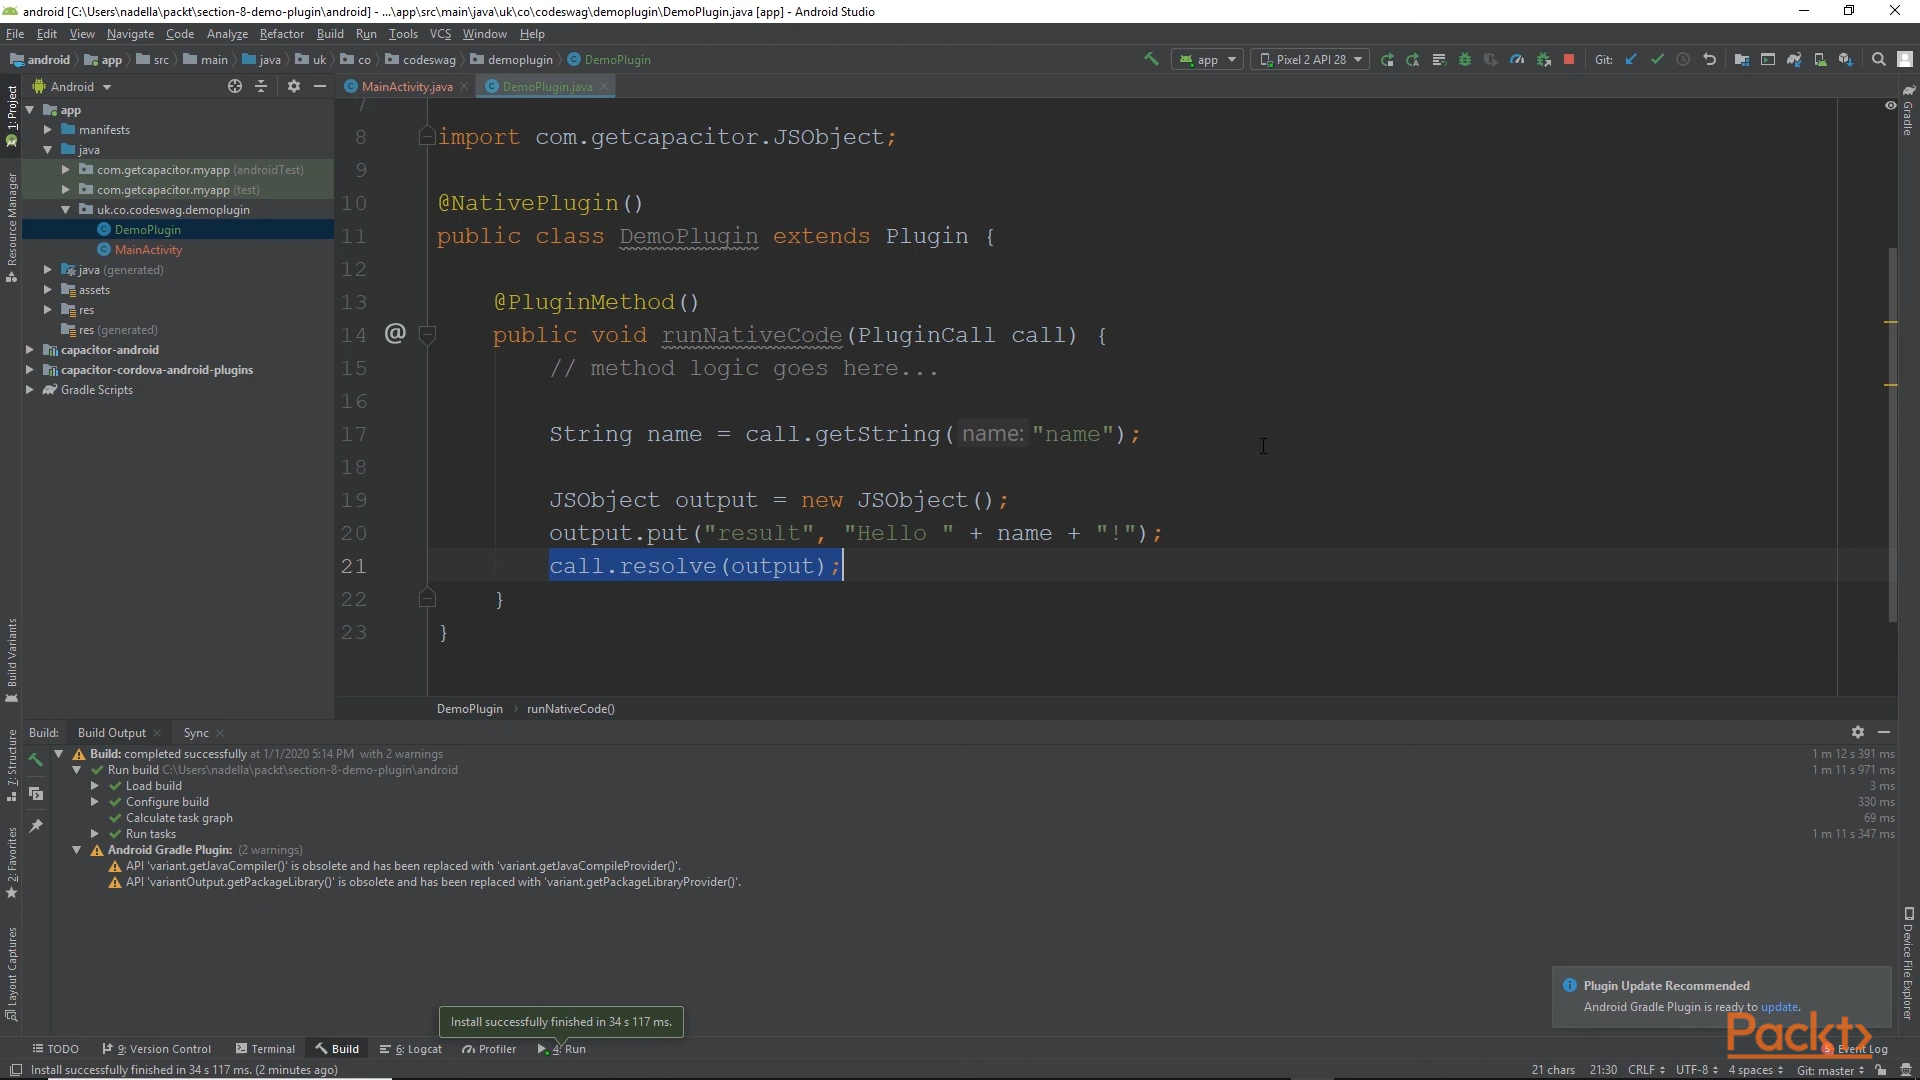 android [C:\Users\nadella\packt\section-8-demo-plugin\android] - ...\app\src\main\java\uk\co\codeswag\demoplugin\DemoPlugin.java [app] - Android Studio
File Edit View Navigate Code Analyze Refactor Build Run Tools VCS Window Help
android app src main java uk co codeswag demoplugin DemoPlugin app Pixel 2 API 28 Git:
Android MainActivity.java DemoPlugin.java
1: Project
Resource Manager
Build Variants
7: Structure
2: Favorites
Layout Captures
app
manifests
java
com.getcapacitor.myapp (androidTest)
com.getcapacitor.myapp (test)
uk.co.codeswag.demoplugin
DemoPlugin
MainActivity
java (generated)
assets
res
res (generated)
capacitor-android
capacitor-cordova-android-plugins
Gradle Scripts
7
8 import com.getcapacitor.JSObject;
9
10 @NativePlugin()
11 public class DemoPlugin extends Plugin {
12
13 @PluginMethod()
14 @ public void runNativeCode(PluginCall call) {
15 // method logic goes here...
16
17 String name = call.getString( name: "name");
18
19 JSObject output = new JSObject();
20 output.put("result", "Hello " + name + "!");
21 call.resolve(output);
22 }
23 }
DemoPlugin runNativeCode()
Gradle
Device File Explorer
Build: Build Output Sync
Build: completed successfully at 1/1/2020 5:14 PM with 2 warnings 1 m 12 s 391 ms
Run build C:\Users\nadella\packt\section-8-demo-plugin\android 1 m 11 s 971 ms
Load build 3 ms
Configure build 330 ms
Calculate task graph 69 ms
Run tasks 1 m 11 s 347 ms
Android Gradle Plugin: (2 warnings)
API 'variant.getJavaCompiler()' is obsolete and has been replaced with 'variant.getJavaCompileProvider()'.
API 'variantOutput.getPackageLibrary()' is obsolete and has been replaced with 'variant.getPackageLibraryProvider()'.
Plugin Update Recommended
Android Gradle Plugin is ready to update.
Install successfully finished in 34 s 117 ms.
Packt>
TODO 9: Version Control Terminal Build 6: Logcat Profiler 4: Run Event Log
Install successfully finished in 34 s 117 ms. (2 minutes ago) 21 chars 21:30 CRLF UTF-8 4 spaces Git: master